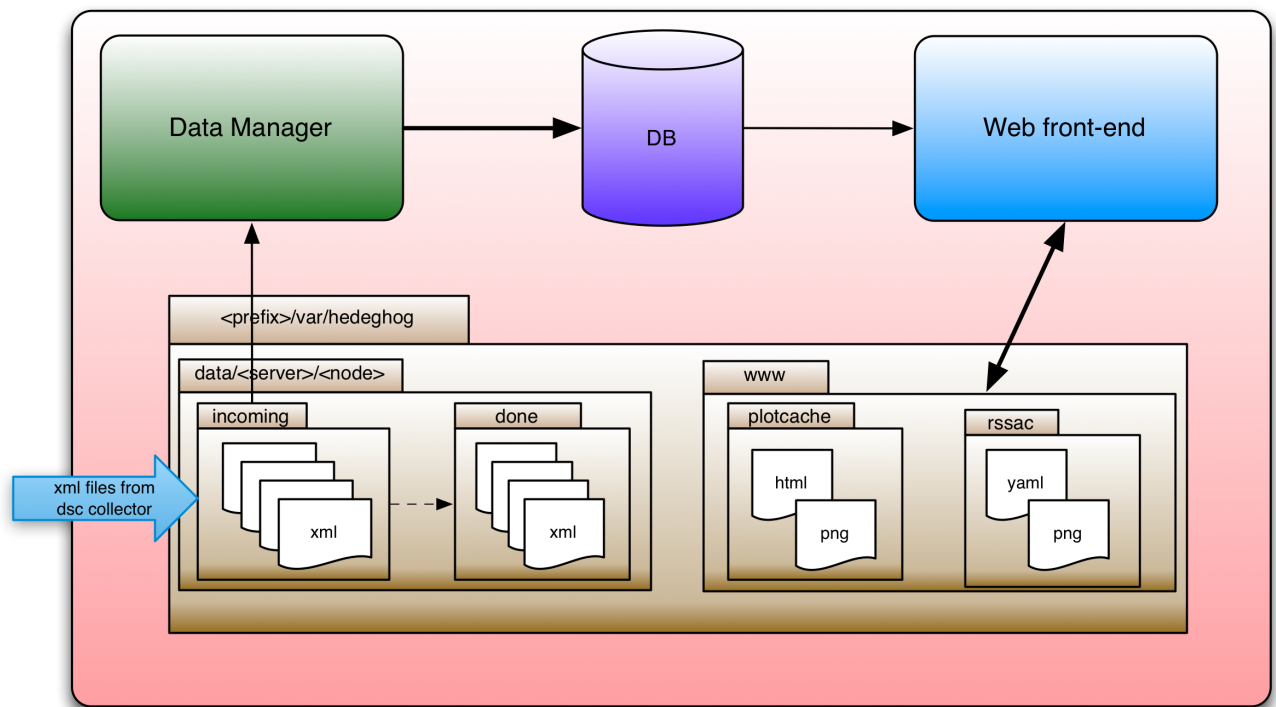 Data Manager
DB
Web front-end
<prefix>/var/hedeghog
data/<server>/<node>
www
incoming
done
plotcache
rssac
xml files from
dsc collector
xml
xml
html
png
yaml
png